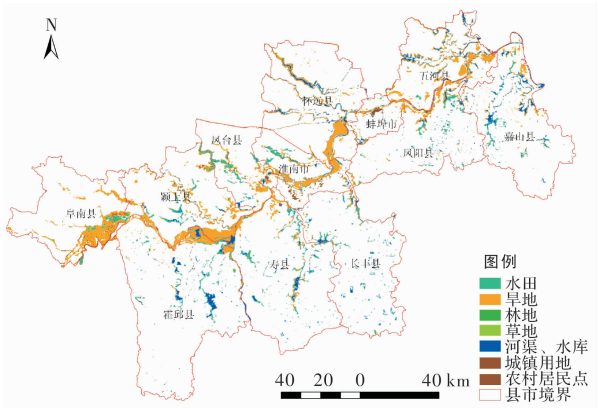 N
五河县
怀远县
蚌埠市
嘉山县
凤台县
凤阳县
淮南市
颍上县
阜南县
寿县
长丰县
霍邱县
图例
水田
旱地
林地
草地
河渠、水库
城镇用地
农村居民点
县市境界
40 20 0 40 km